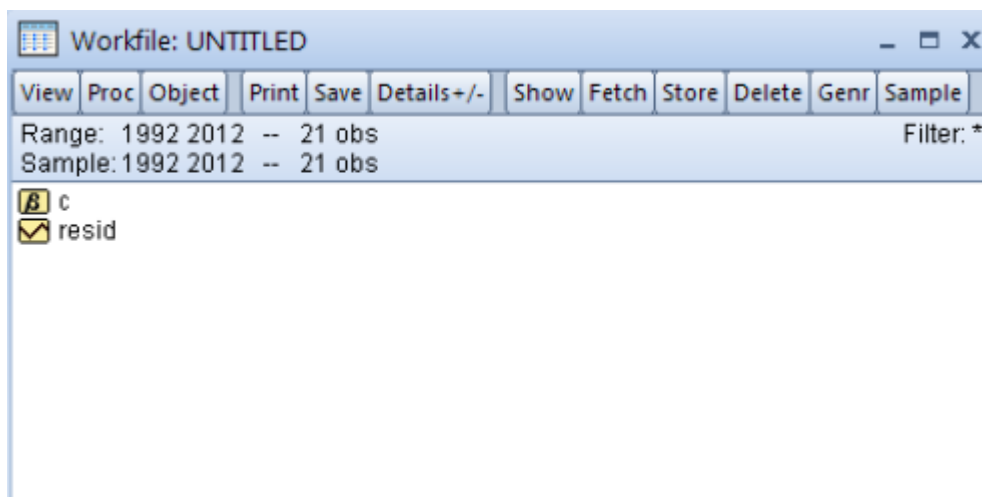 Workfile: UNTITLED
View Proc Object Print Save Details+/- Show Fetch Store Delete Genr Sample
Range: 1992 2012 -- 21 obs Filter: *
Sample: 1992 2012 -- 21 obs
β c
resid